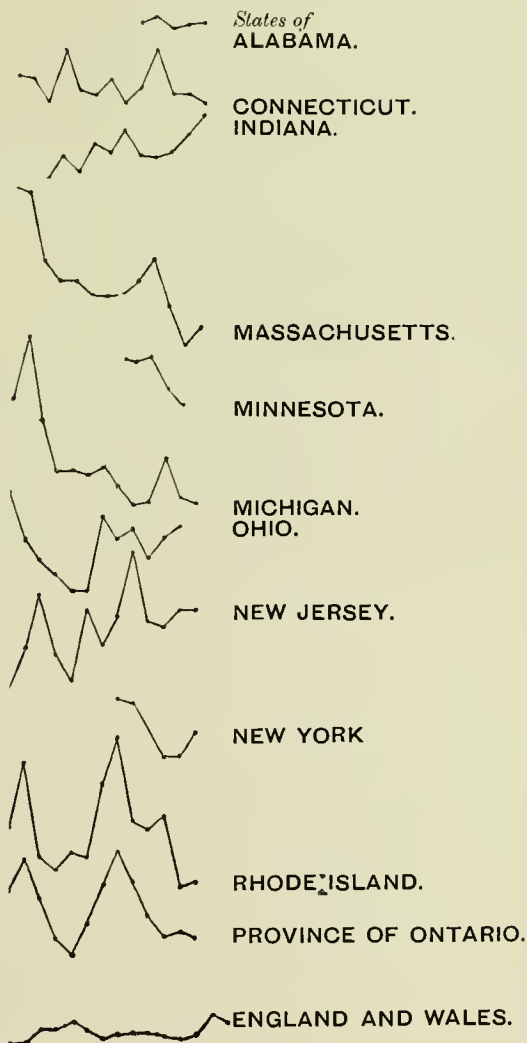 States of
ALABAMA.
CONNECTICUT.
INDIANA.
MASSACHUSETTS.
MINNESOTA.
MICHIGAN.
OHIO.
NEW JERSEY.
NEW YORK
RHODE ISLAND.
PROVINCE OF ONTARIO.
ENGLAND AND WALES.